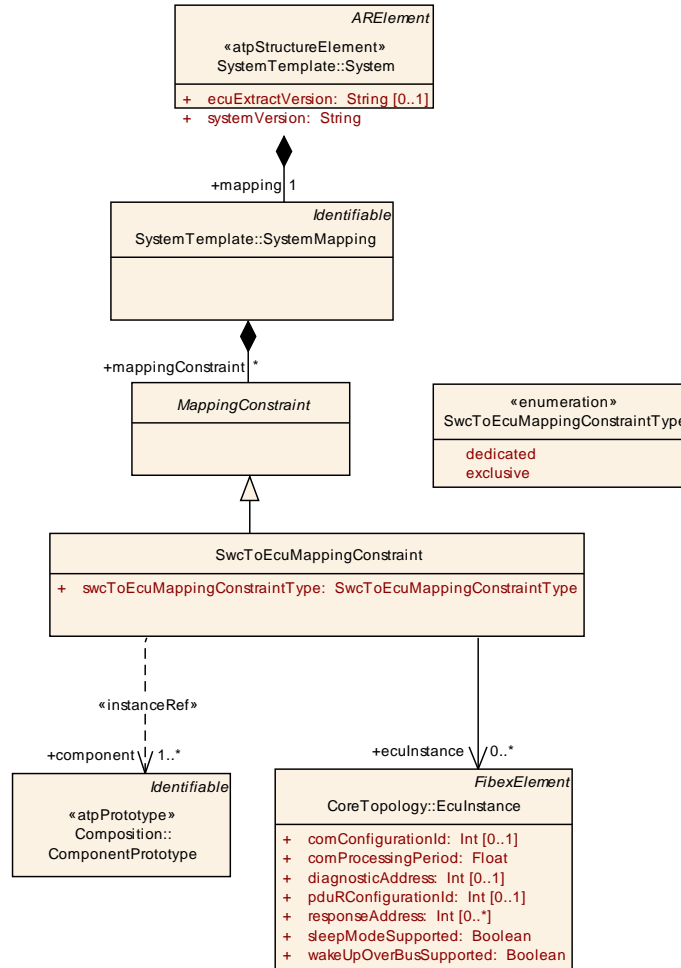 ARElement
«atpStructureElement»
SystemTemplate::System
+ ecuExtractVersion: String [0..1]
+ systemVersion: String
+mapping 1
Identifiable
SystemTemplate::SystemMapping
+mappingConstraint *
MappingConstraint
«enumeration»
SwcToEcuMappingConstraintType
dedicated
exclusive
SwcToEcuMappingConstraint
+ swcToEcuMappingConstraintType: SwcToEcuMappingConstraintType
«instanceRef»
+component 1..*
+ecuInstance 0..*
Identifiable
«atpPrototype»
Composition::
ComponentPrototype
FibexElement
CoreTopology::EcuInstance
+ comConfigurationId: Int [0..1]
+ comProcessingPeriod: Float
+ diagnosticAddress: Int [0..1]
+ pduRConfigurationId: Int [0..1]
+ responseAddress: Int [0..*]
+ sleepModeSupported: Boolean
+ wakeUpOverBusSupported: Boolean